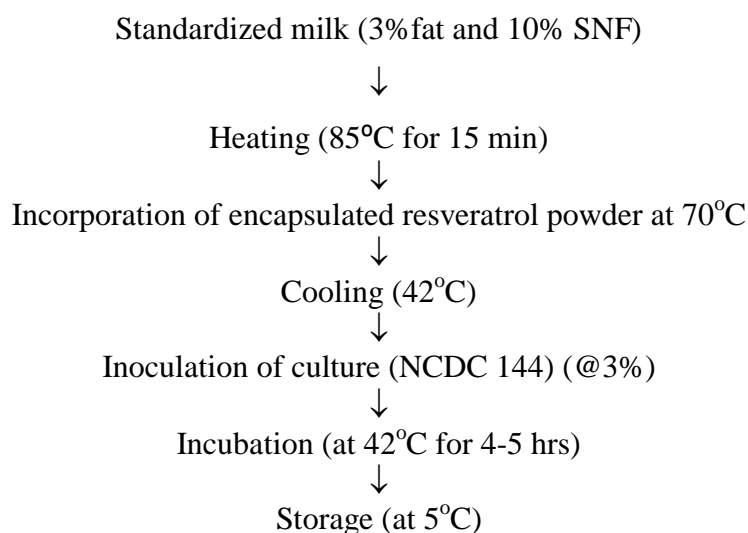 Standardized milk (3%fat and 10% SNF)
↓
Heating (85°C for 15 min)
↓
Incorporation of encapsulated resveratrol powder at 70°C
↓
Cooling (42°C)
↓
Inoculation of culture (NCDC 144) (@3%)
↓
Incubation (at 42°C for 4-5 hrs)
↓
Storage (at 5°C)